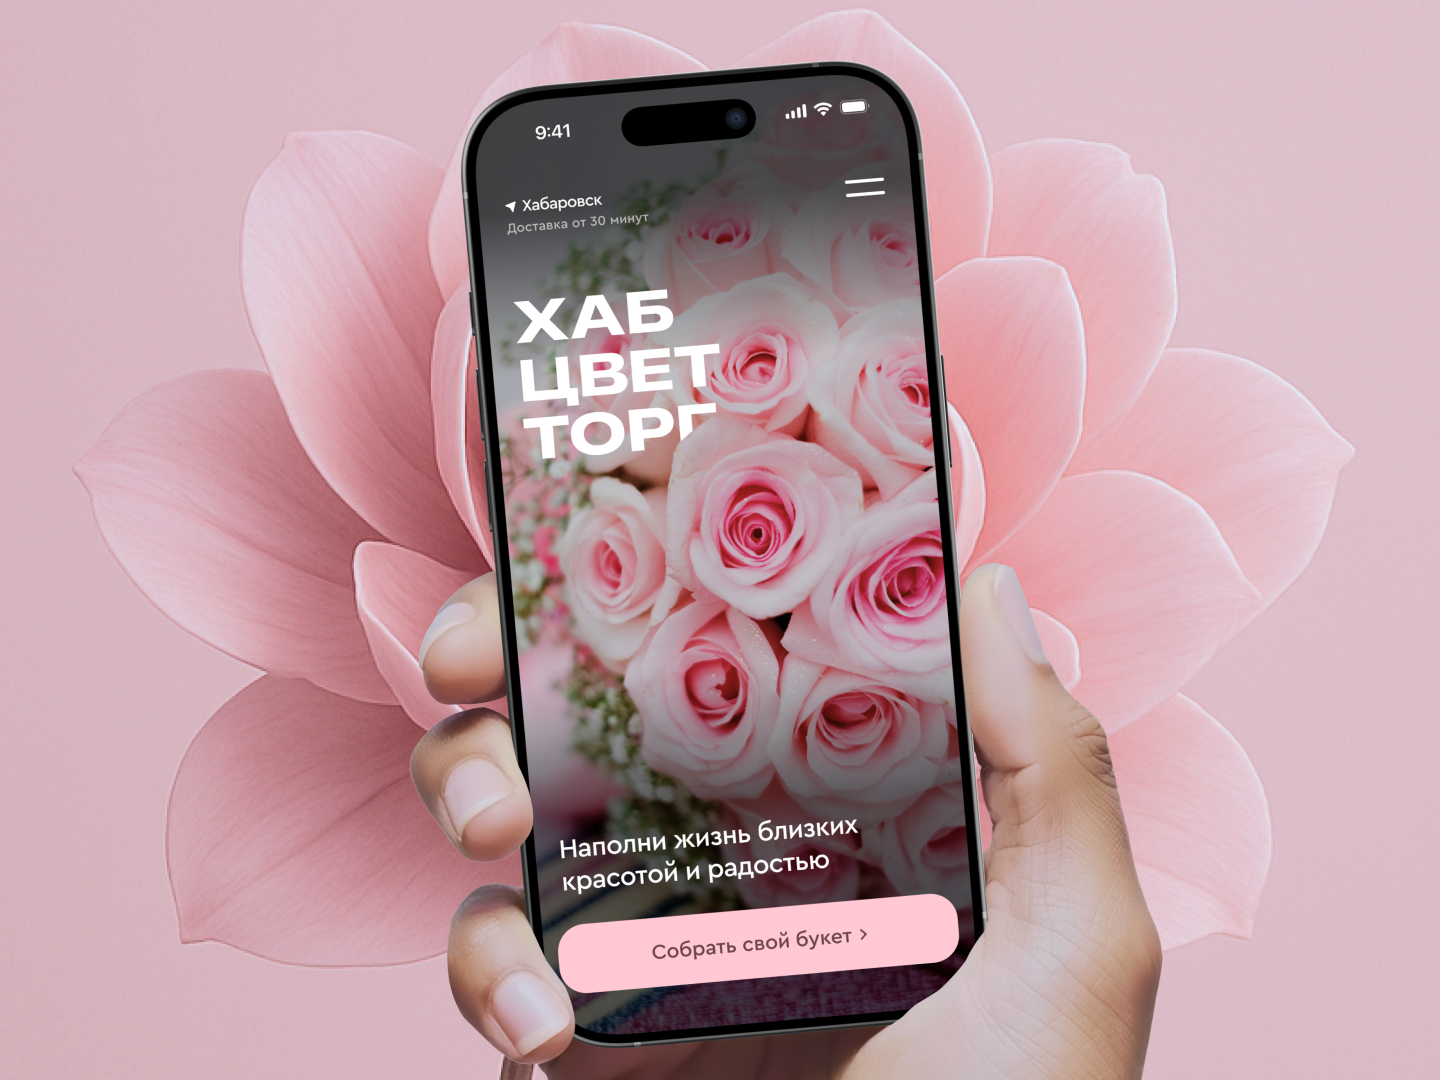 9:41
Хабаровск
Доставка от 30 минут
ХАБ
ЦВЕТ
ТОРГ
Наполни жизнь близких
красотой и радостью
Собрать свой букет >